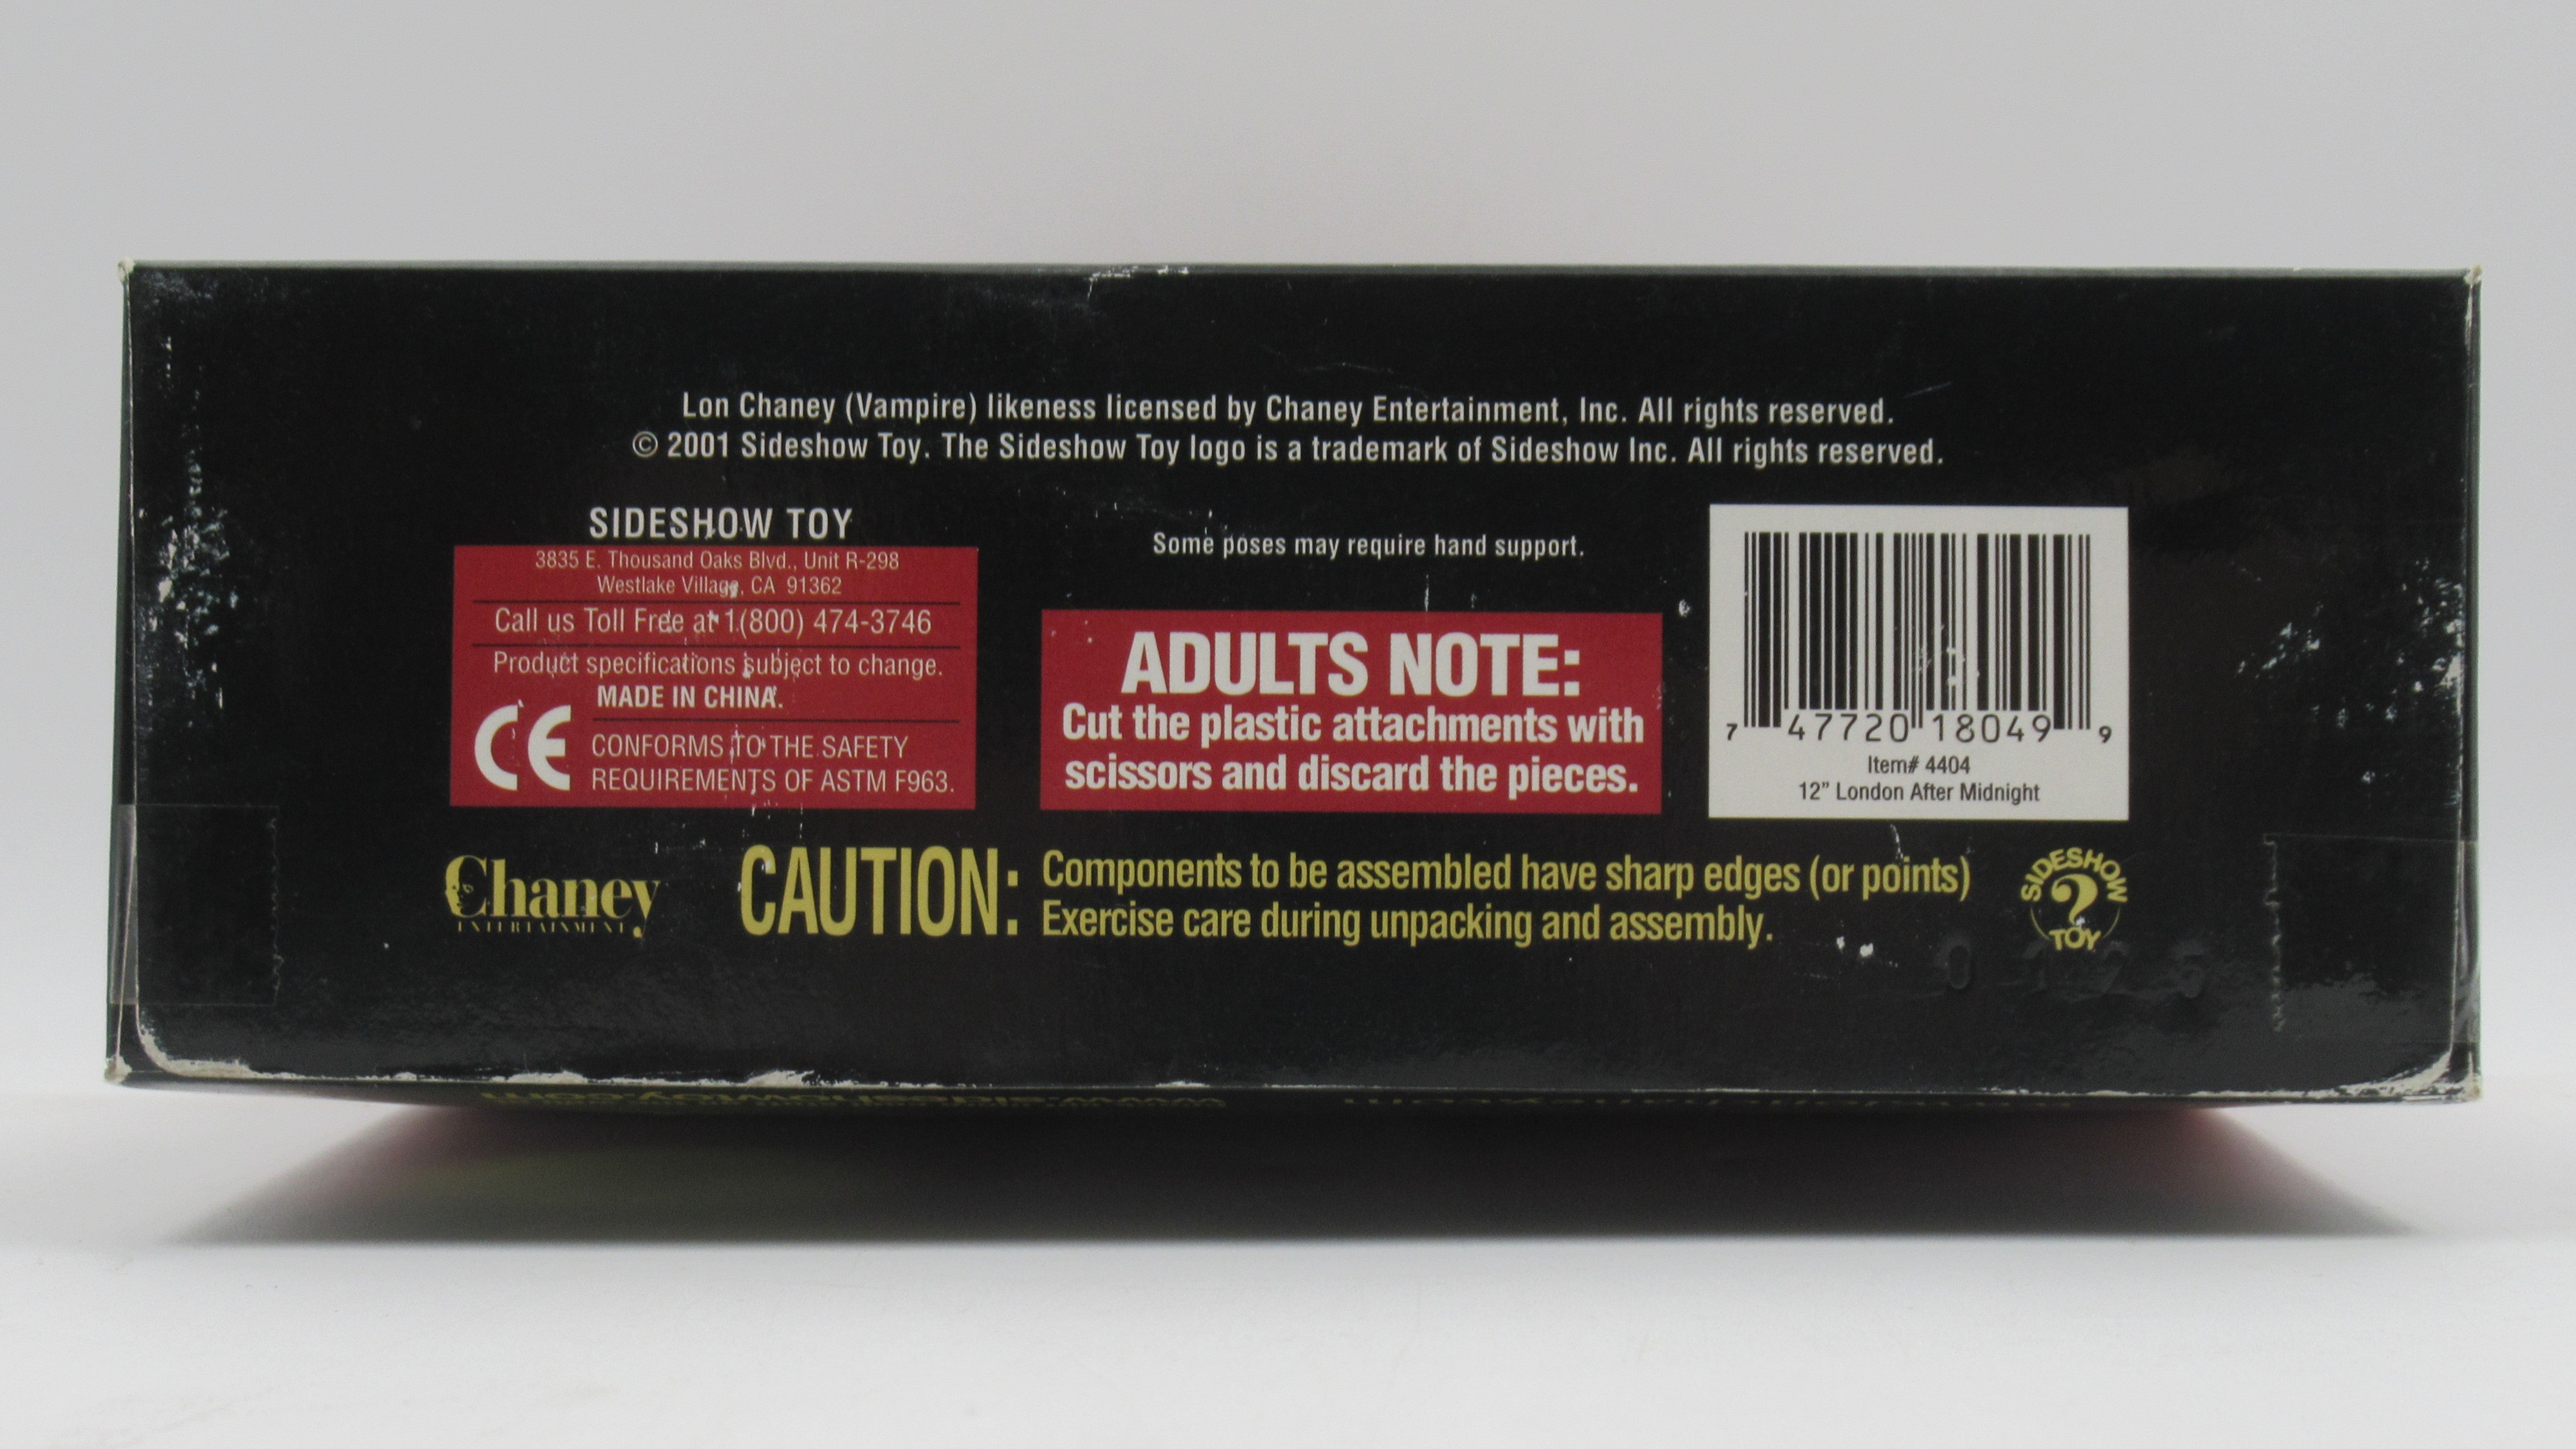 Lon Chaney (Vampire) likeness licensed by Chaney Entertainment, Inc. All rights reserved.
© 2001 Sideshow Toy. The Sideshow Toy logo is a trademark of Sideshow Inc. All rights reserved.
SIDESHOW TOY
3835 E. Thousand Oaks Blvd., Unit R-298
Westlake Village, CA 91362
Call us Toll Free at 1(800) 474-3746
Product specifications subject to change.
MADE IN CHINA.
CE
CONFORMS TO THE SAFETY
REQUIREMENTS OF ASTM F963.
Some poses may require hand support.
ADULTS NOTE:
Cut the plastic attachments with
scissors and discard the pieces.
7 47720 18049 9
Item# 4404
12” London After Midnight
Chaney
ENTERTAINMENT
CAUTION:
Components to be assembled have sharp edges (or points)
Exercise care during unpacking and assembly.
SIDESHOW
?
TOY
www.sideshowtoy.com